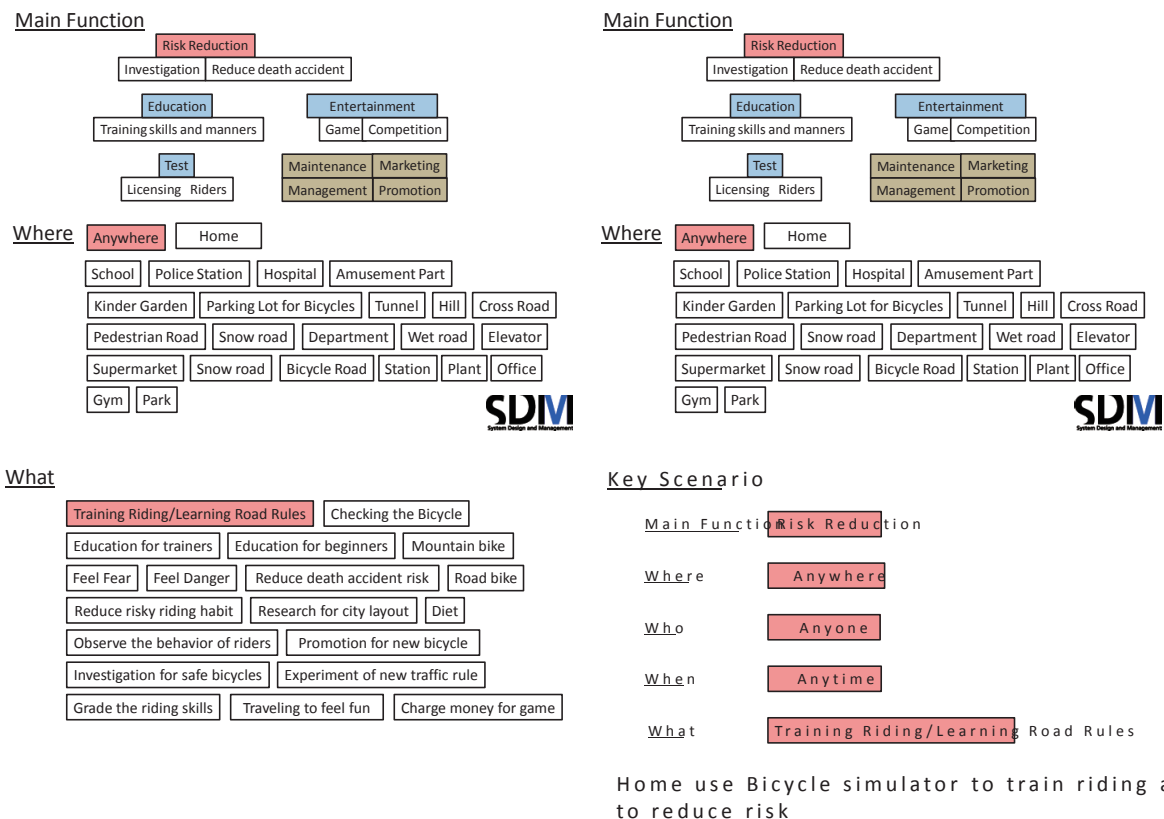 Main Function
Risk Reduction
Investigation Reduce death accident
Education Entertainment
Training skills and manners Game Competition
Test Maintenance Marketing
Licensing Riders Management Promotion
Where Anywhere Home
School Police Station Hospital Amusement Part
Kinder Garden Parking Lot for Bicycles Tunnel Hill Cross Road
Pedestrian Road Snow road Department Wet road Elevator
Supermarket Snow road Bicycle Road Station Plant Office
Gym Park
SDM
System Design and Management
Main Function
Risk Reduction
Investigation Reduce death accident
Education Entertainment
Training skills and manners Game Competition
Test Maintenance Marketing
Licensing Riders Management Promotion
Where Anywhere Home
School Police Station Hospital Amusement Part
Kinder Garden Parking Lot for Bicycles Tunnel Hill Cross Road
Pedestrian Road Snow road Department Wet road Elevator
Supermarket Snow road Bicycle Road Station Plant Office
Gym Park
SDM
System Design and Management
What
Training Riding/Learning Road Rules Checking the Bicycle
Education for trainers Education for beginners Mountain bike
Feel Fear Feel Danger Reduce death accident risk Road bike
Reduce risky riding habit Research for city layout Diet
Observe the behavior of riders Promotion for new bicycle
Investigation for safe bicycles Experiment of new traffic rule
Grade the riding skills Traveling to feel fun Charge money for game
Key Scenario
Main Function Risk Reduction
Where Anywhere
Who Anyone
When Anytime
What Training Riding/Learning Road Rules
Home use Bicycle simulator to train riding a
to reduce risk